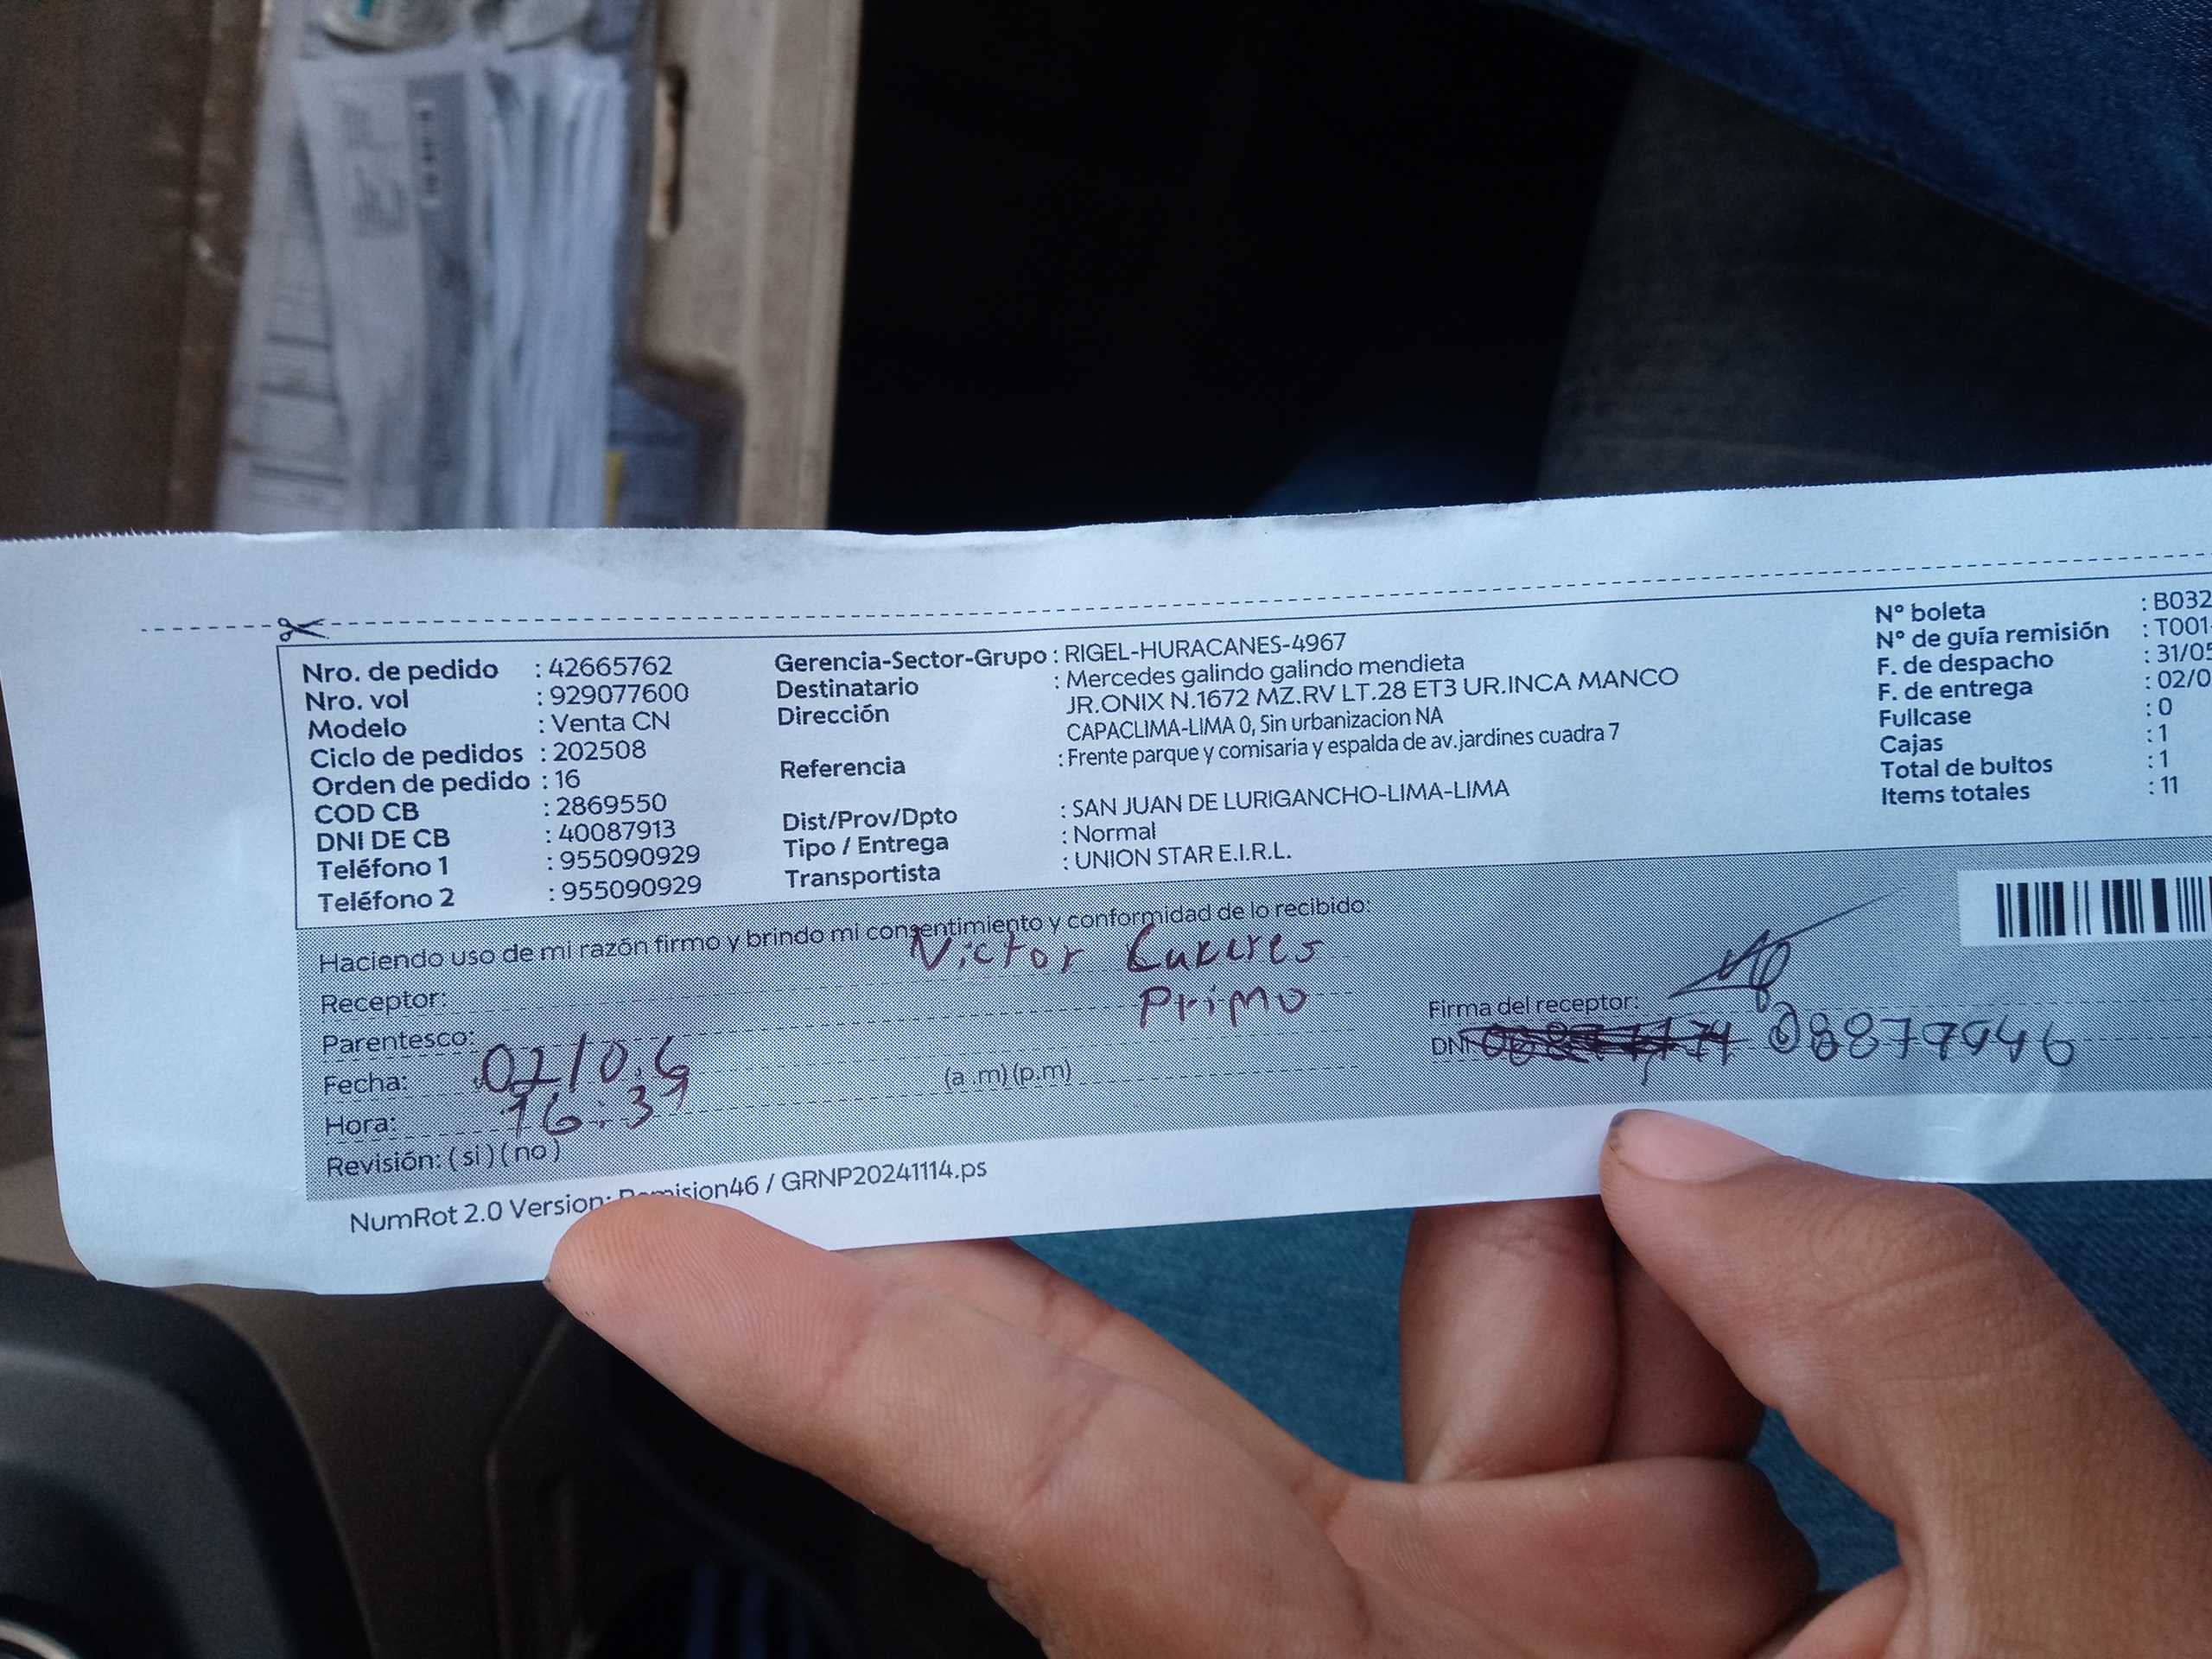 Nro. de pedido : 42665762
Nro. vol : 929077600
Modelo : Venta CN
Ciclo de pedidos : 202508
Orden de pedido : 16
COD CB : 2869550
DNI DE CB : 40087913
Teléfono 1 : 955090929
Teléfono 2 : 955090929
Gerencia-Sector-Grupo : RIGEL-HURACANES-4967
Destinatario : Mercedes galindo galindo mendieta
Dirección JR.ONIX N.1672 MZ.RV LT.28 ET3 UR.INCA MANCO
CAPACLIMA-LIMA 0, Sin urbanizacion NA
Referencia : Frente parque y comisaria y espalda de av.jardines cuadra 7
Dist/Prov/Dpto : SAN JUAN DE LURIGANCHO-LIMA-LIMA
Tipo / Entrega : Normal
Transportista : UNION STAR E.I.R.L.
N° boleta : B032
N° de guía remisión : T001-
F. de despacho : 31/05
F. de entrega : 02/0
Fullcase : 0
Cajas : 1
Total de bultos : 1
Items totales : 11
Haciendo uso de mi razón firmo y brindo mi consentimiento y conformidad de lo recibido:
Receptor: Victor
Parentesco: Primo
Fecha: 02/06
Hora: 16:39 (a .m) (p.m)
Revisión: ( si ) ( no )
Firma del receptor:
DNI:
NumRot 2.0 Version: Remision46 / GRNP20241114.ps